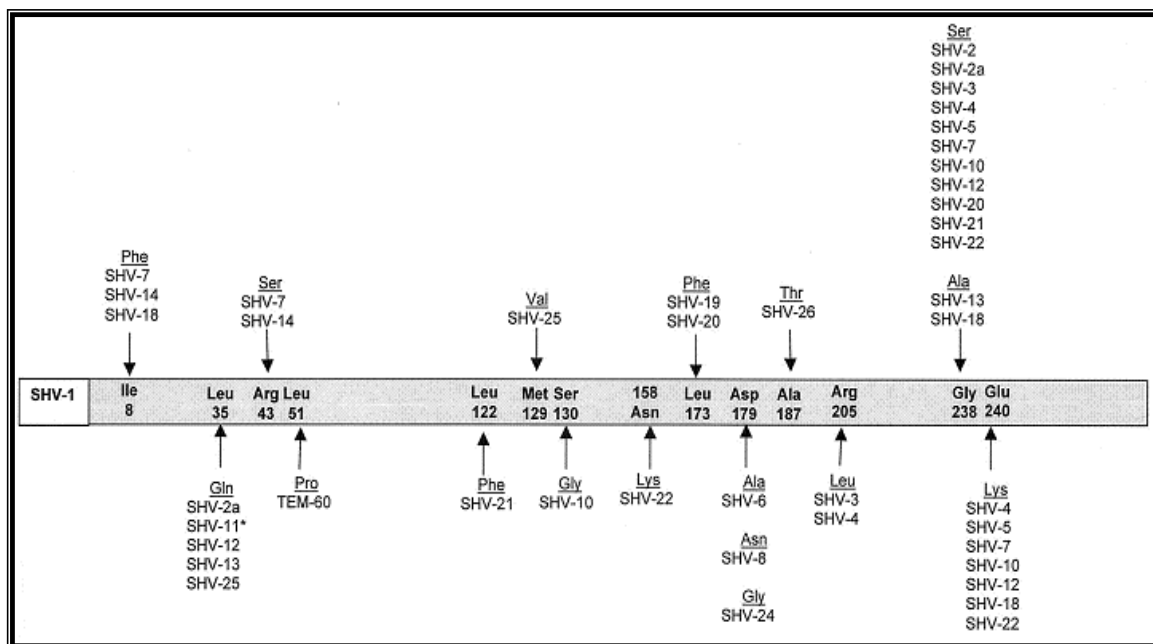 Ser
SHV-2
SHV-2a
SHV-3
SHV-4
SHV-5
SHV-7
SHV-10
SHV-12
SHV-20
SHV-21
SHV-22
Phe
SHV-7
SHV-14
SHV-18
Ser
SHV-7
SHV-14
Val
SHV-25
Phe
SHV-19
SHV-20
Thr
SHV-26
Ala
SHV-13
SHV-18
SHV-1
Ile
8
Leu
35
Arg
43
Leu
51
Leu
122
Met
129
Ser
130
158
Asn
Leu
173
Asp
179
Ala
187
Arg
205
Gly
238
Glu
240
Gln
SHV-2a
SHV-11*
SHV-12
SHV-13
SHV-25
Pro
TEM-60
Phe
SHV-21
Gly
SHV-10
Lys
SHV-22
Ala
SHV-6
Asn
SHV-8
Gly
SHV-24
Leu
SHV-3
SHV-4
Lys
SHV-4
SHV-5
SHV-7
SHV-10
SHV-12
SHV-18
SHV-22